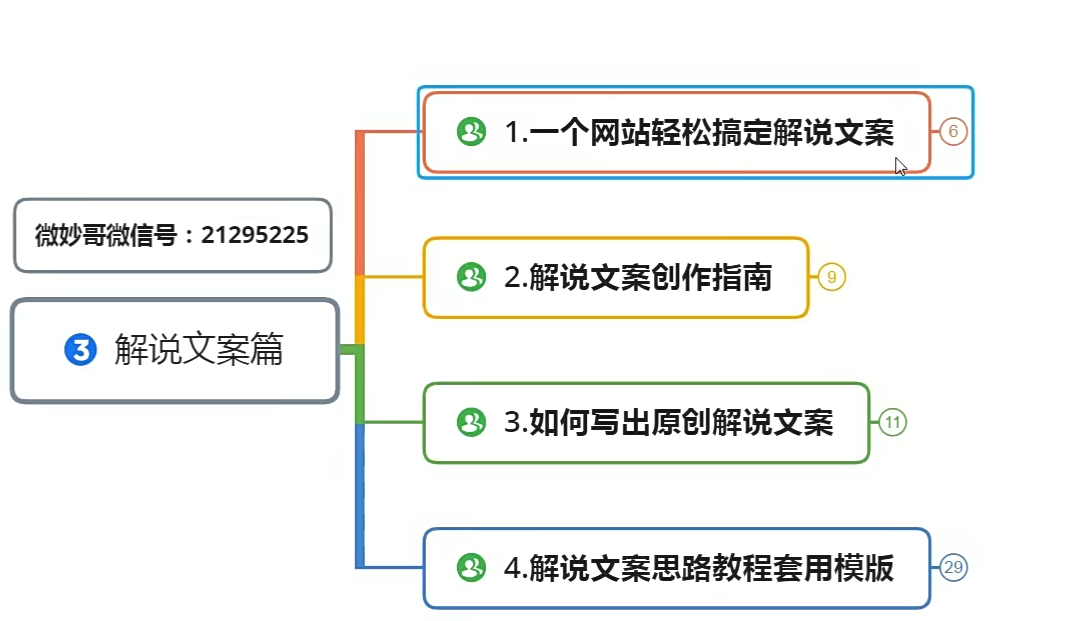 微妙哥微信号：21295225
3 解说文案篇
1.一个网站轻松搞定解说文案
6
2.解说文案创作指南
9
3.如何写出原创解说文案
11
4.解说文案思路教程套用模版
29